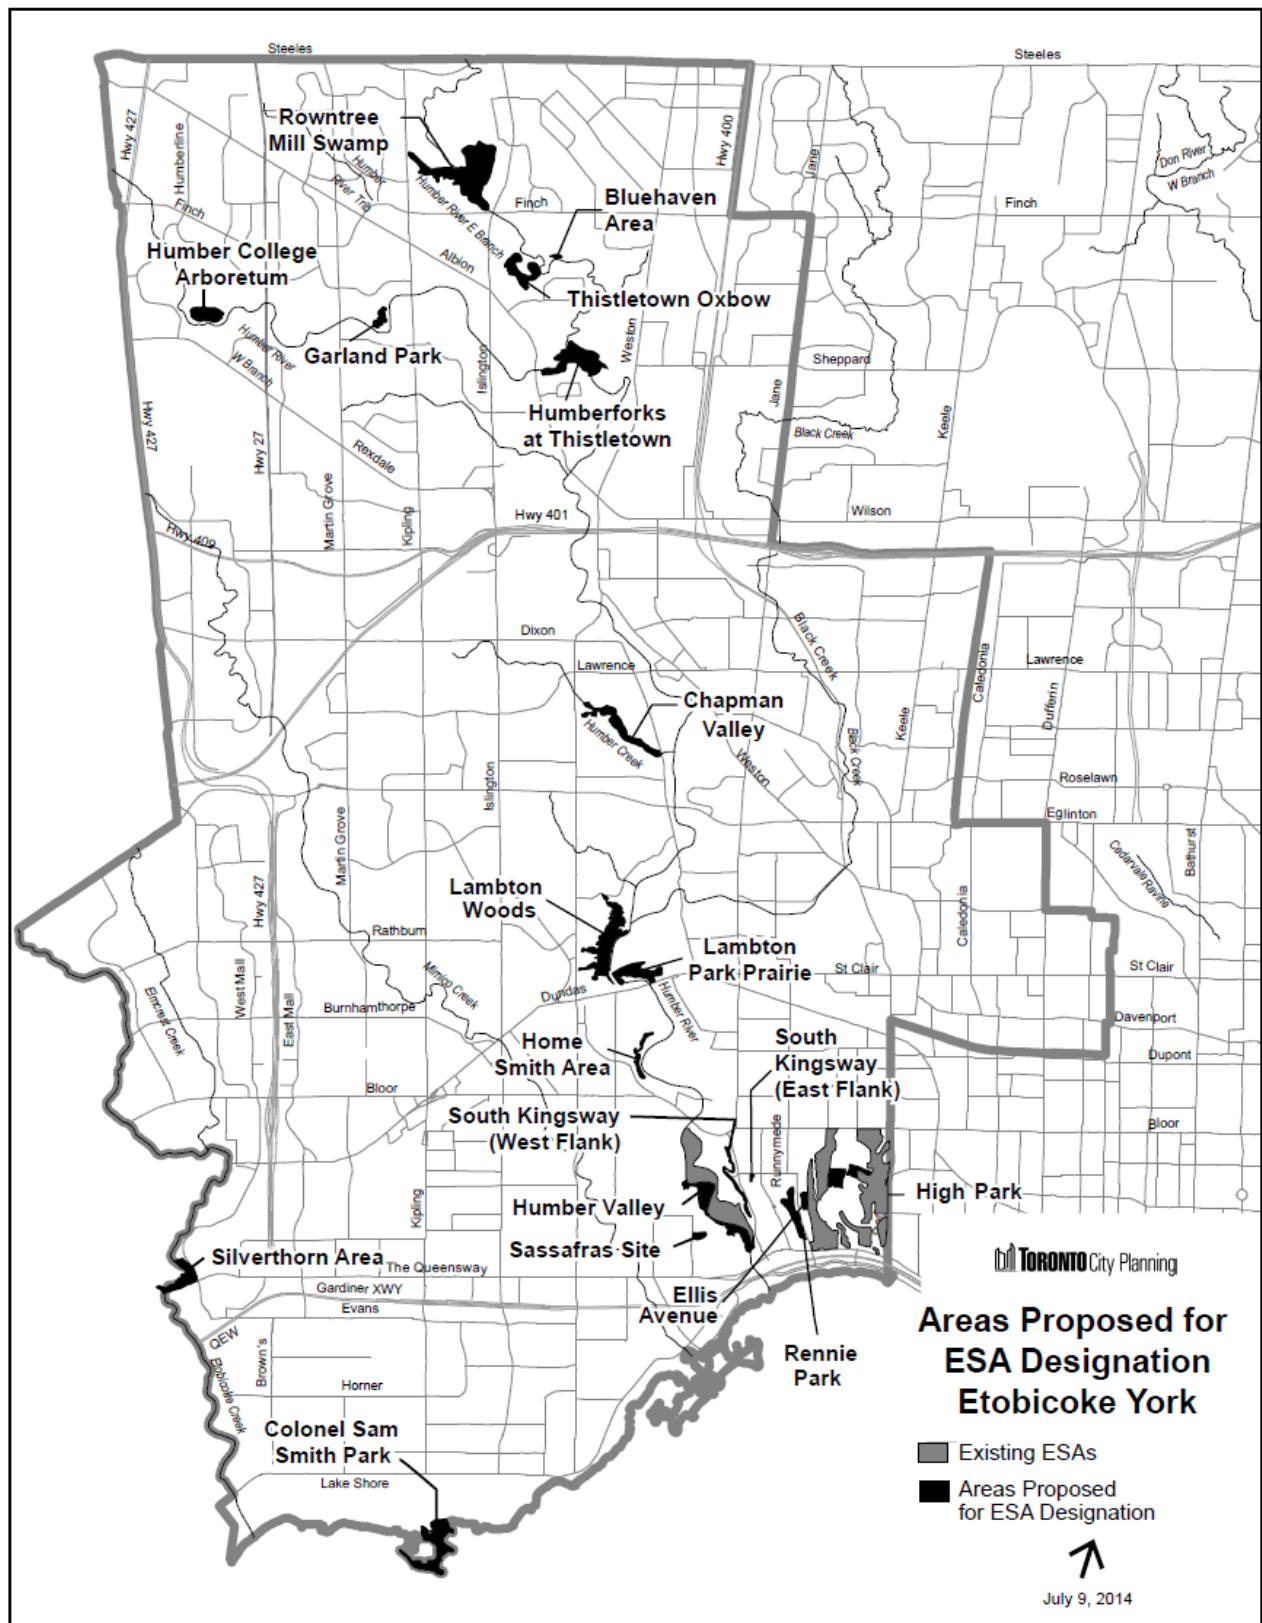 Steeles
Steeles
Hwy 427
Humberline
Rowntree
Mill Swamp
Humber
River Trib
Hwy 400
Jane
Don River
W Branch
Finch
Humber River E Branch
Finch
Bluehaven
Area
Finch
Humber College
Arboretum
Albion
Thistletown Oxbow
Garland Park
Humber River
W Branch
Islington
Weston
Sheppard
Humberforks
at Thistletown
Jane
Keele
Black Creek
Hwy 427
Hwy 27
Rexdale
Martin Grove
Kipling
Hwy 401
Wilson
Hwy 409
Dixon
Lawrence
Black Creek
Caledonia
Lawrence
Dufferin
Keele
Chapman
Valley
Humber Creek
Weston
Black Creek
Roselawn
Islington
Eglinton
Martin Grove
Bathurst
Cedarvale Ravine
Hwy 427
Lambton
Woods
Caledonia
Rathburn
Lambton
Park Prairie
St Clair
St Clair
West Mall
Mimico Creek
Dundas
Elmcrest Creek
East Mall
Burnhamthorpe
Humber River
Davenport
Home
Smith Area
South
Kingsway
(East Flank)
Dupont
Bloor
South Kingsway
(West Flank)
Runnymede
Bloor
Kipling
Humber Valley
High Park
Sassafras Site
Silverthorn Area
The Queensway
Gardiner XWY
Evans
Ellis
Avenue
QEW
Brown's
Rennie
Park
Etobicoke Creek
Horner
Colonel Sam
Smith Park
Lake Shore
TORONTO City Planning
Areas Proposed for
ESA Designation
Etobicoke York
Existing ESAs
Areas Proposed
for ESA Designation
July 9, 2014